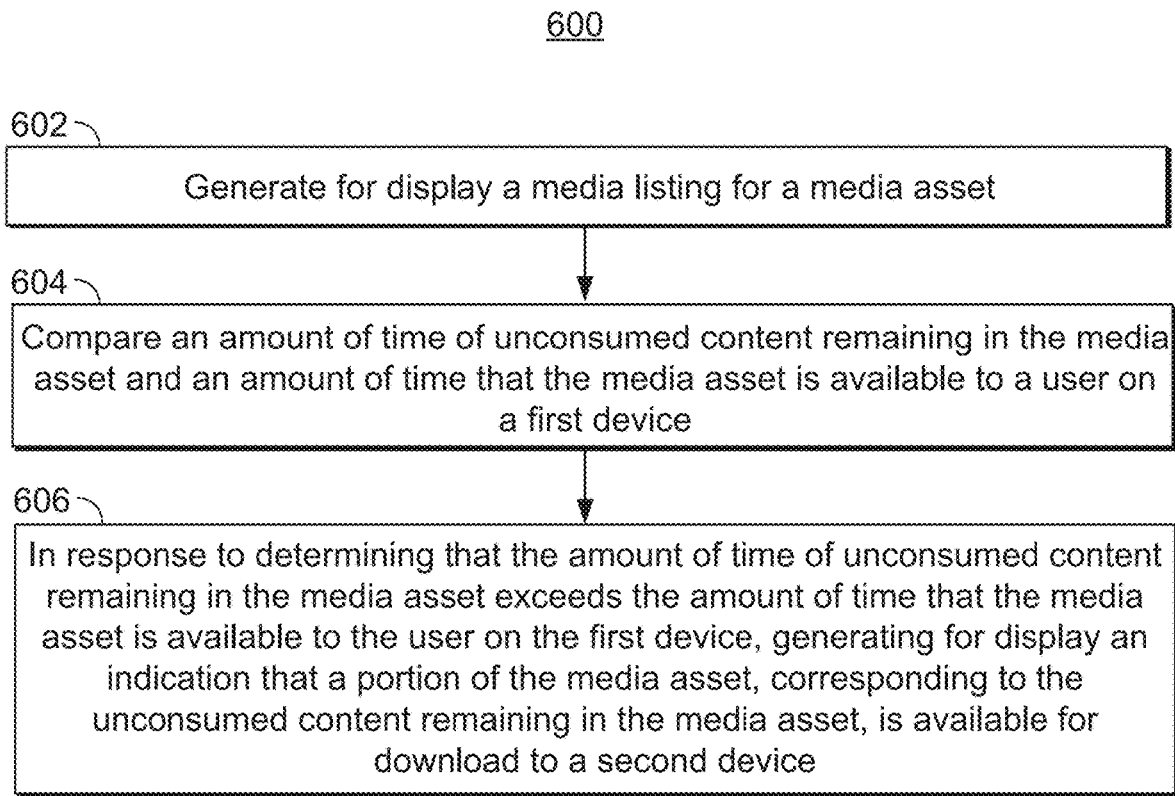 600
602
Generate for display a media listing for a media asset
604
Compare an amount of time of unconsumed content remaining in the media
asset and an amount of time that the media asset is available to a user on
a first device
606
In response to determining that the amount of time of unconsumed content
remaining in the media asset exceeds the amount of time that the media
asset is available to the user on the first device, generating for display an
indication that a portion of the media asset, corresponding to the
unconsumed content remaining in the media asset, is available for
download to a second device